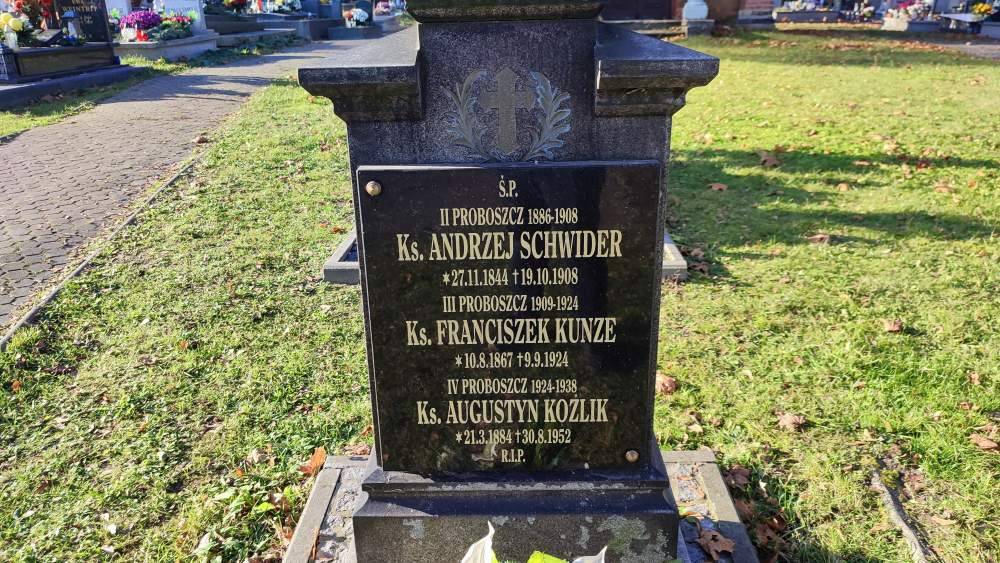 Ś.P.
II PROBOSZCZ 1886-1908
Ks. ANDRZEJ SCHWIDER
*27.11.1844 †19.10.1908
III PROBOSZCZ 1909-1924
Ks. FRANCISZEK KUNZE
*10.8.1867 †9.9.1924
IV PROBOSZCZ 1924-1938
Ks. AUGUSTYN KOŹLIK
*21.3.1884 †30.8.1952
R.I.P.